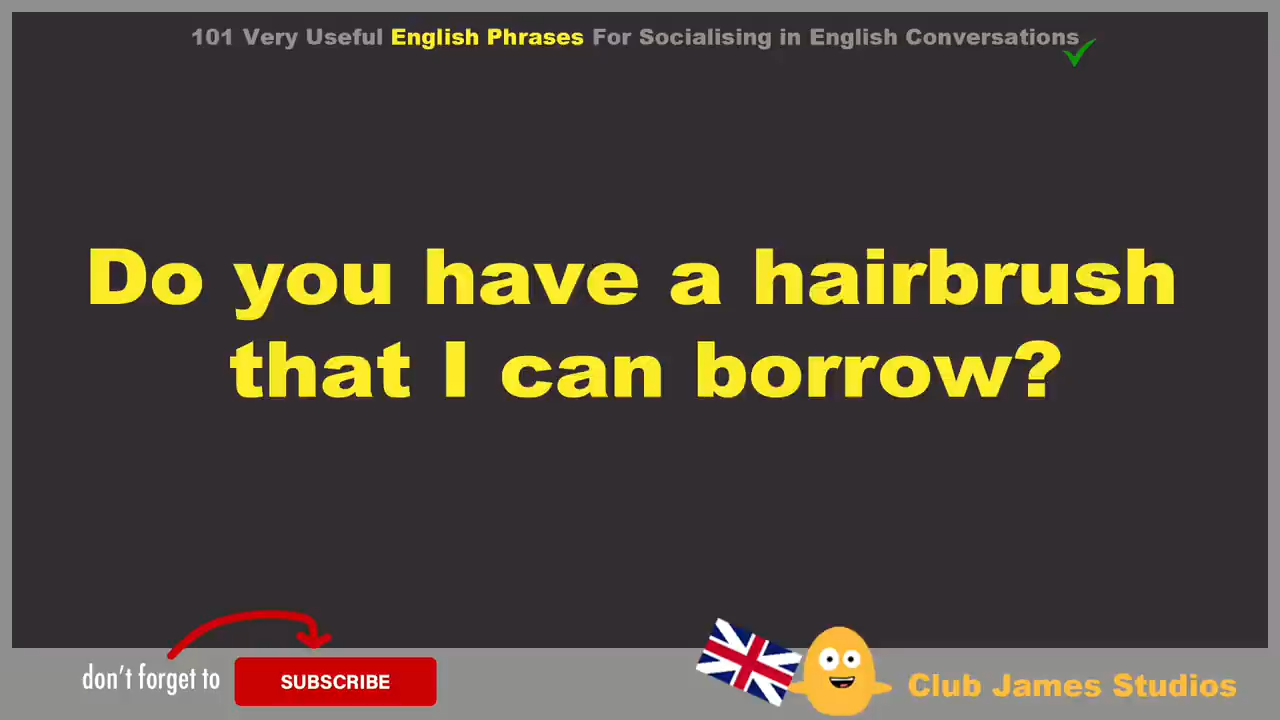 101 Very Useful English Phrases For Socialising in English Conversations
Do you have a hairbrush
that I can borrow?
don't forget to
SUBSCRIBE
Club James Studios